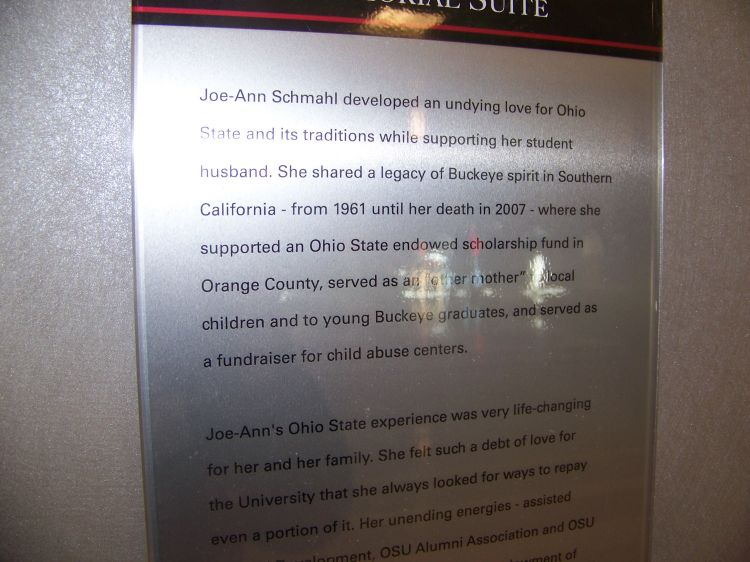 SUITE
Joe-Ann Schmahl developed an undying love for Ohio
State and its traditions while supporting her student
husband. She shared a legacy of Buckeye spirit in Southern
California - from 1961 until her death in 2007 - where she
supported an Ohio State endowed scholarship fund in
Orange County, served as an "other mother" local
children and to young Buckeye graduates, and served as
a fundraiser for child abuse centers.
Joe-Ann's Ohio State experience was very life-changing
for her and her family. She felt such a debt of love for
the University that she always looked for ways to repay
even a portion of it. Her unending energies - assisted
OSU Alumni Association and OSU
of